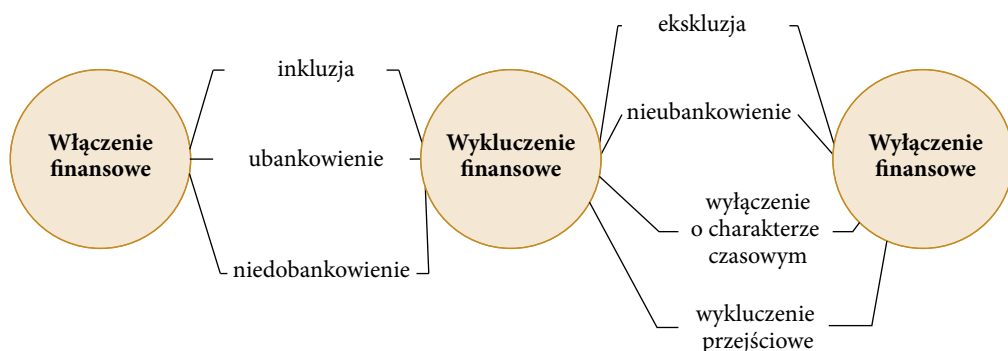 Włączenie
finansowe
inkluzja
ubankowienie
niedobankowienie
Wykluczenie
finansowe
ekskluzja
nieubankowienie
wyłączenie
o charakterze
czasowym
wykluczenie
przejściowe
Wyłączenie
finansowe